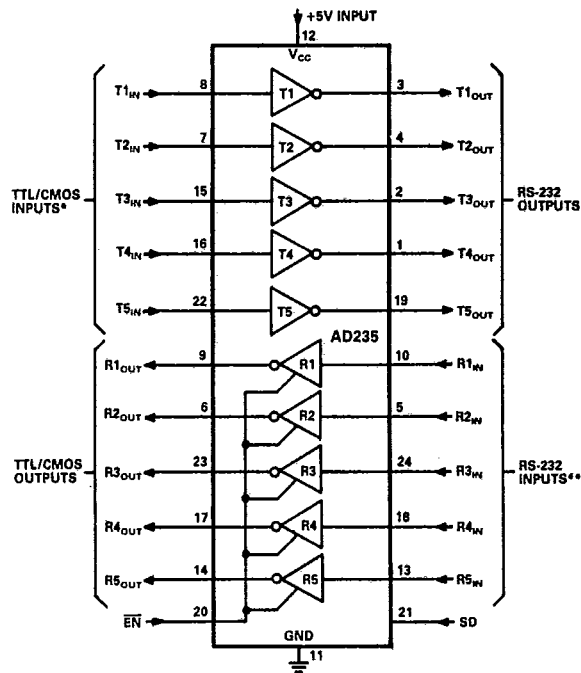 +5V INPUT
12
VCC
T1IN 8 T1 3 T1OUT
T2IN 7 T2 4 T2OUT
TTL/CMOS INPUTS* T3IN 15 T3 2 T3OUT RS-232 OUTPUTS
T4IN 16 T4 1 T4OUT
T5IN 22 T5 19 T5OUT
AD235
R1OUT 9 R1 10 R1IN
R2OUT 6 R2 5 R2IN
TTL/CMOS OUTPUTS R3OUT 23 R3 24 R3IN RS-232 INPUTS**
R4OUT 17 R4 18 R4IN
R5OUT 14 R5 13 R5IN
EN 20 21 SD
GND
11